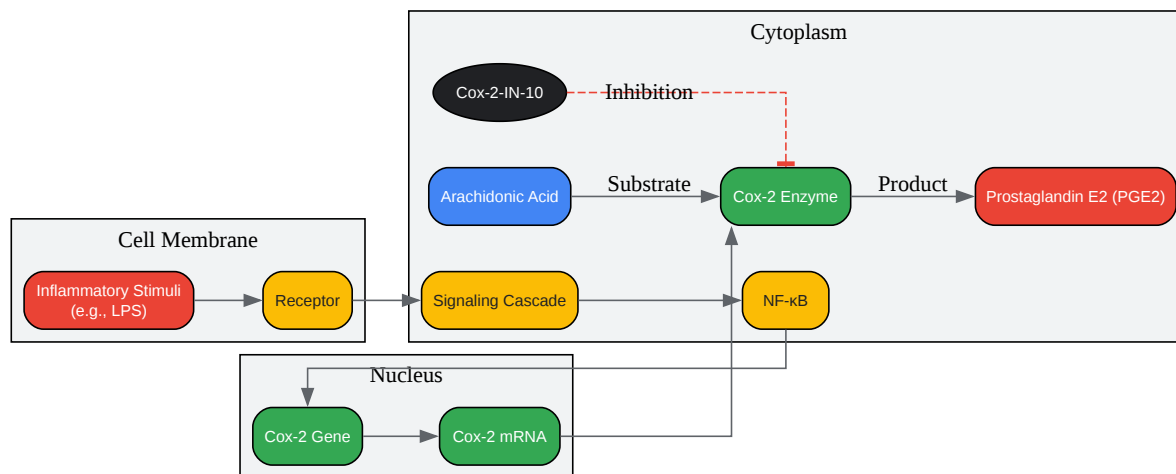 Cytoplasm
Cox-2-IN-10
Inhibition
Arachidonic Acid
Substrate
Cox-2 Enzyme
Product
Prostaglandin E2 (PGE2)
Cell Membrane
Inflammatory Stimuli
(e.g., LPS)
Receptor
Signaling Cascade
NF-κB
Nucleus
Cox-2 Gene
Cox-2 mRNA